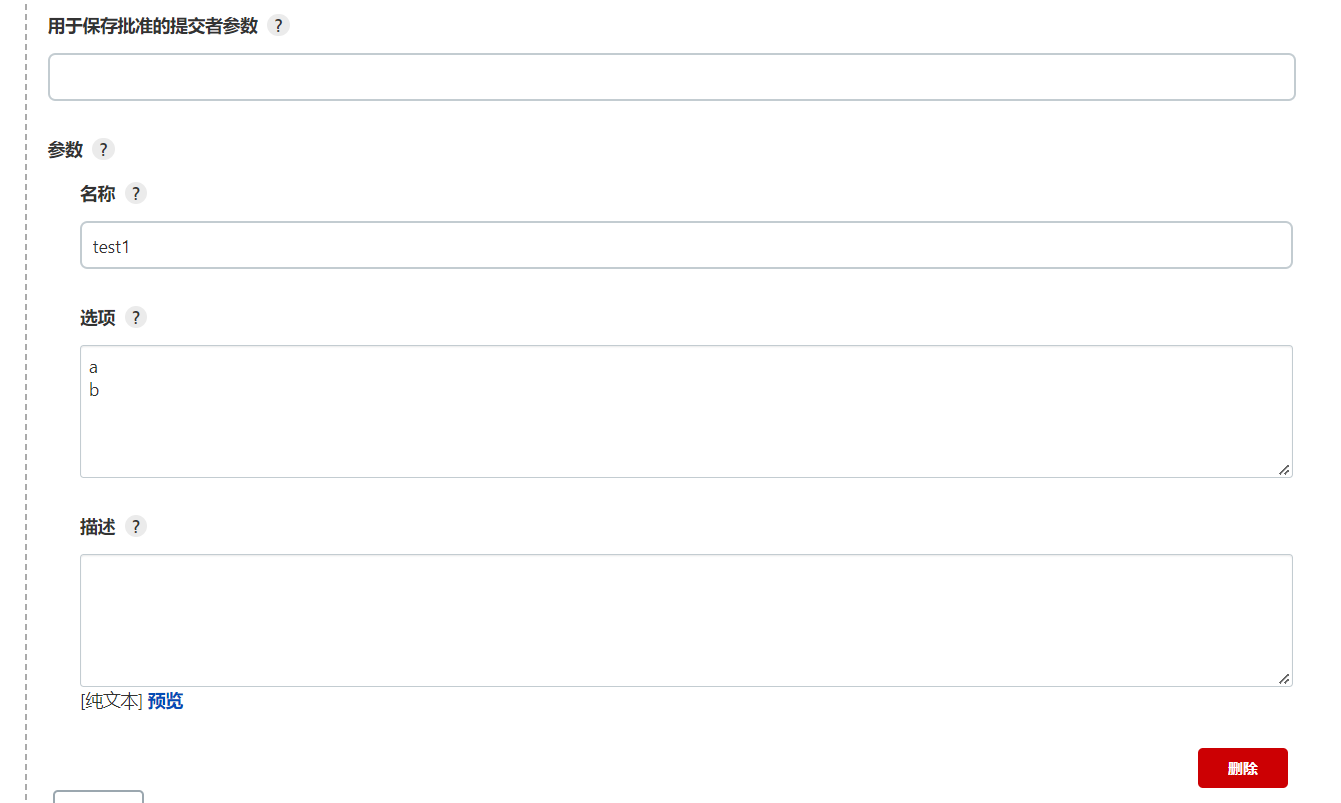 用于保存批准的提交者参数 ?
参数 ?
名称 ?
test1
选项 ?
a
b
描述 ?
[纯文本] 预览
删除